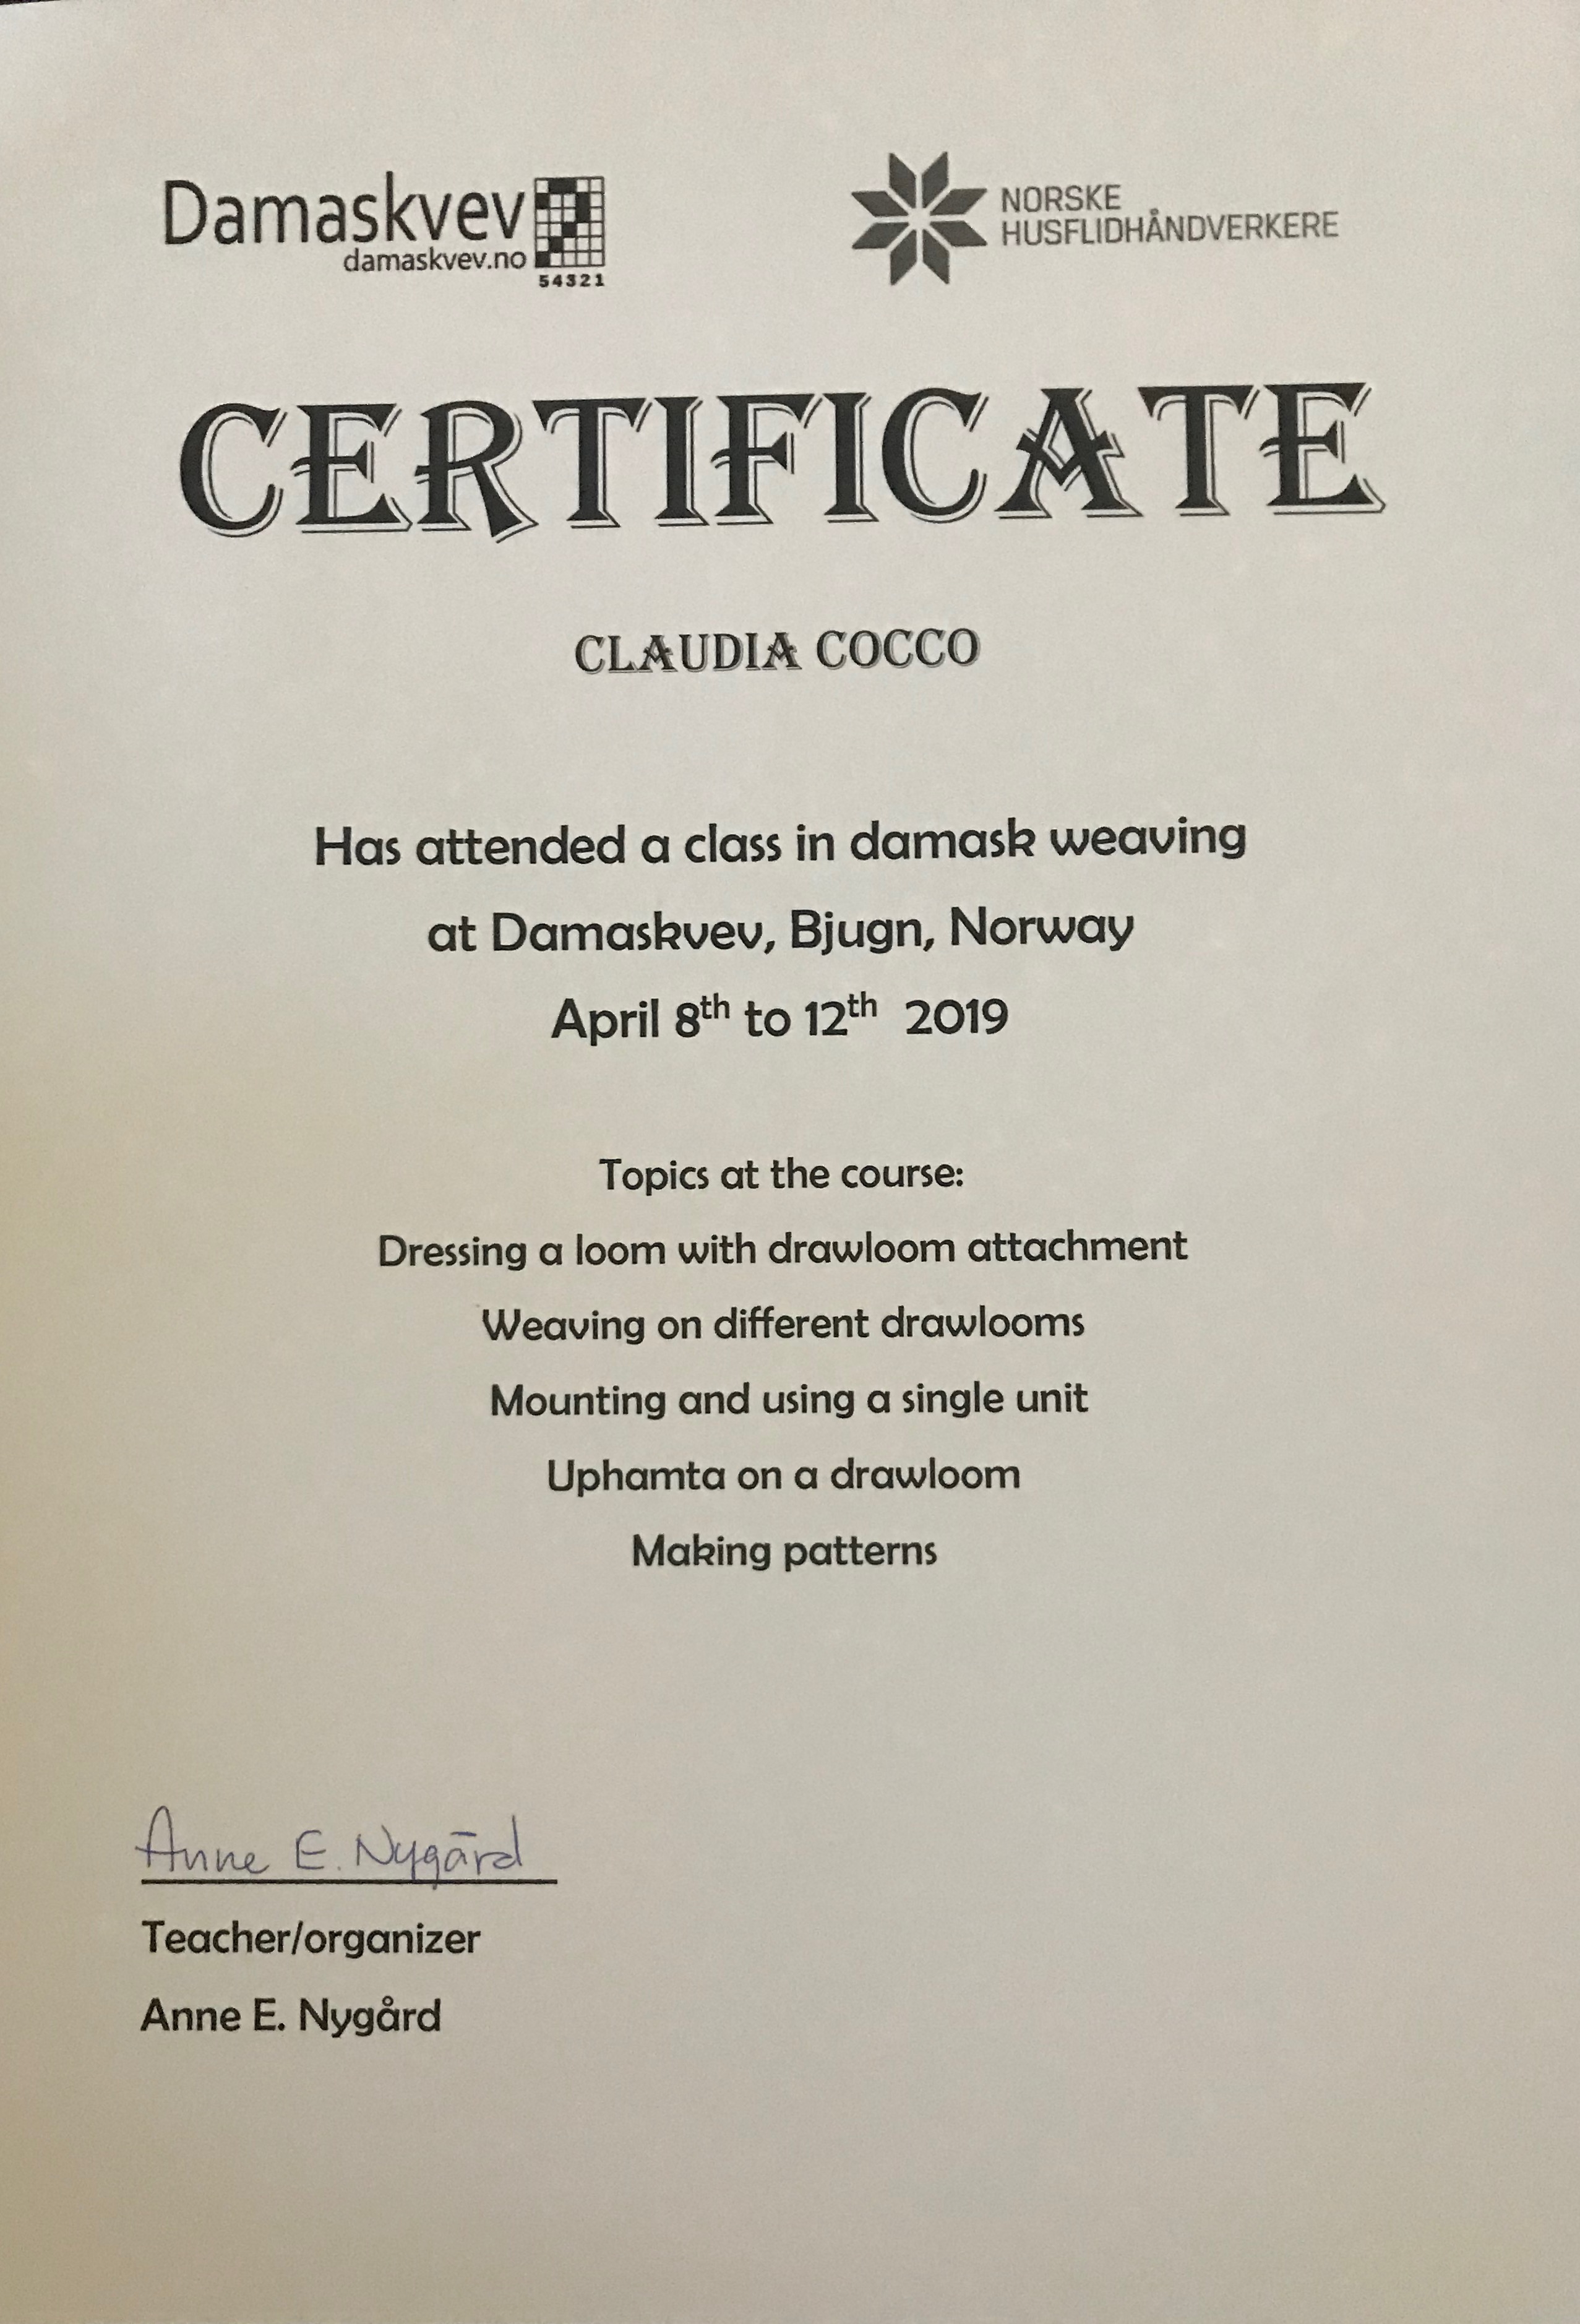 Damaskvev
damaskvev.no
54321
NORSKE
HUSFLIDHÅNDVERKERE
CERTIFICATE
CLAUDIA COCCO
Has attended a class in damask weaving
at Damaskvev, Bjugn, Norway
April 8th to 12th 2019
Topics at the course:
Dressing a loom with drawloom attachment
Weaving on different drawlooms
Mounting and using a single unit
Uphamta on a drawloom
Making patterns
Anne E. Nygård
Teacher/organizer
Anne E. Nygård